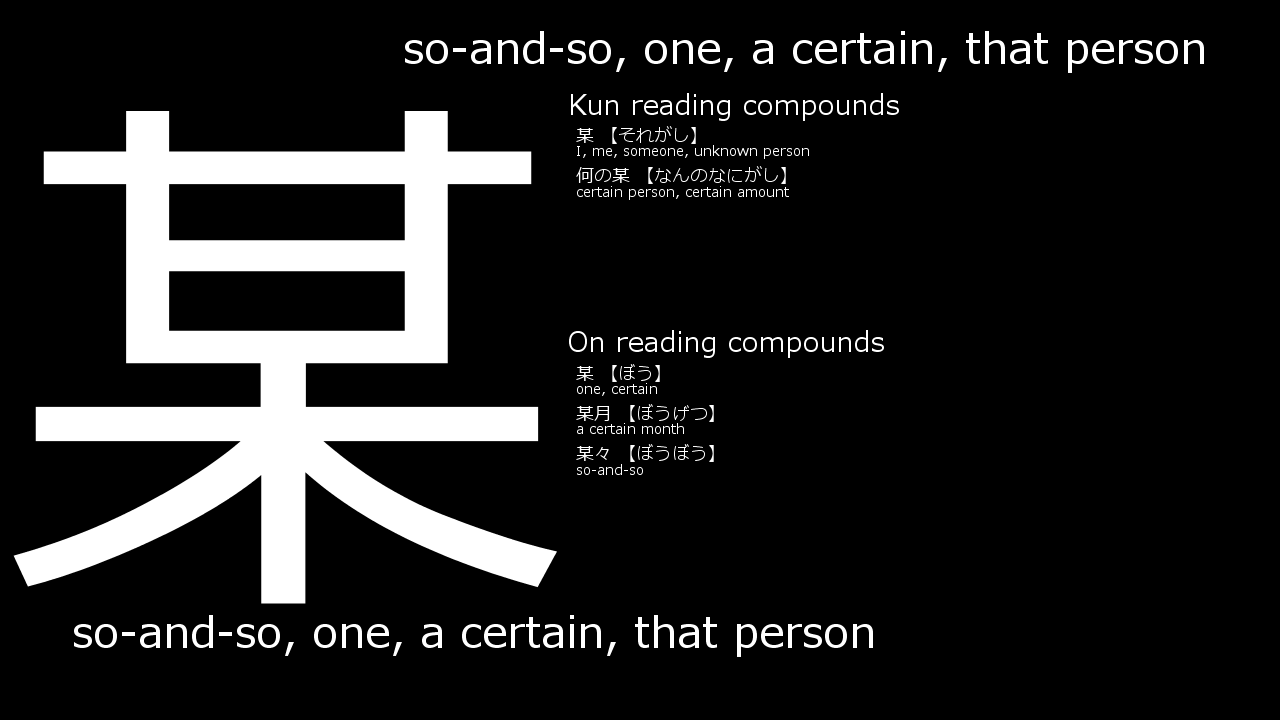 so-and-so, one, a certain, that person
某
Kun reading compounds
某 【それがし】
I, me, someone, unknown person
何の某 【なんのなにがし】
certain person, certain amount
On reading compounds
某 【ぼう】
one, certain
某月 【ぼうげつ】
a certain month
某々 【ぼうぼう】
so-and-so
so-and-so, one, a certain, that person